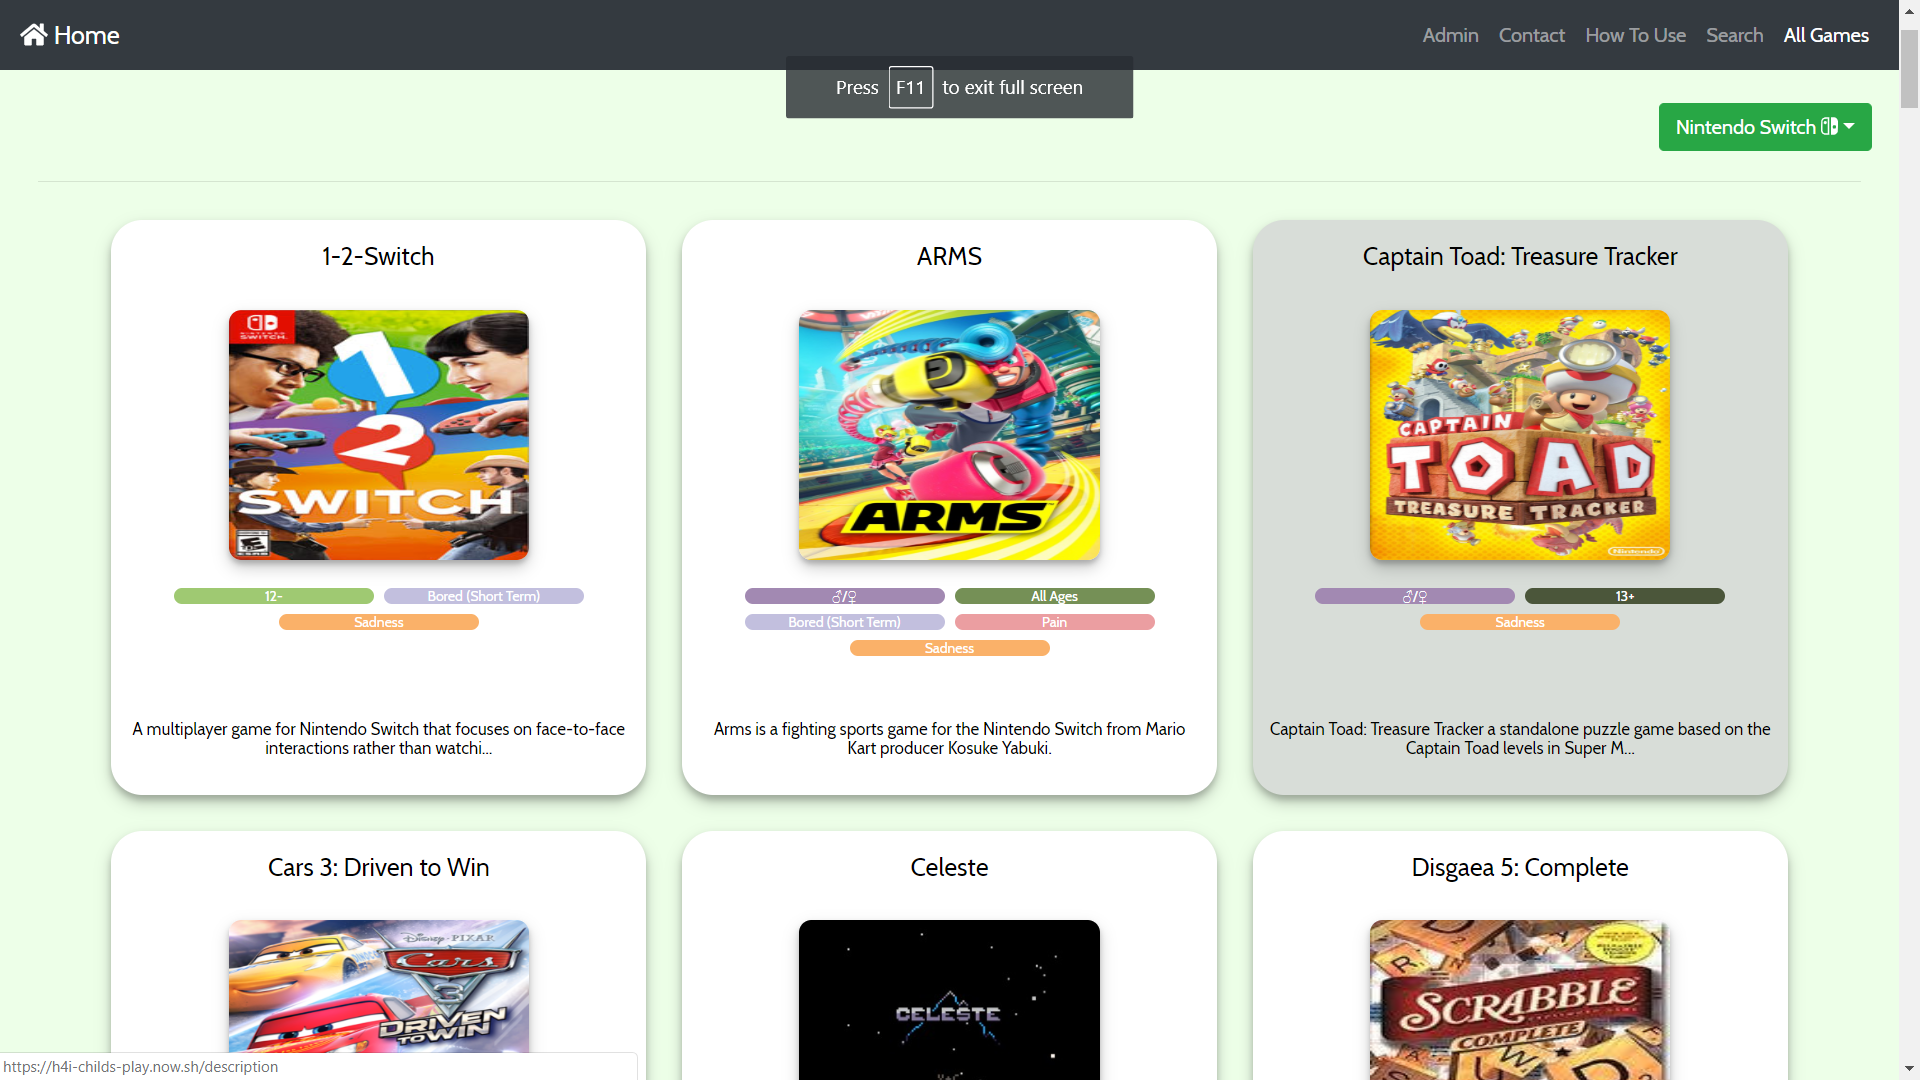 Home
Admin Contact How To Use Search All Games
Press F11 to exit full screen
Nintendo Switch
1-2-Switch
ARMS
Captain Toad: Treasure Tracker
NINTENDO
SWITCH
1
2
SWITCH
E
ARMS
CAPTAIN
TOAD
TREASURE TRACKER
12-
Bored (Short Term)
Sadness
♂/♀
All Ages
Bored (Short Term)
Pain
Sadness
♂/♀
13+
Sadness
A multiplayer game for Nintendo Switch that focuses on face-to-face
interactions rather than watchi...
Arms is a fighting sports game for the Nintendo Switch from Mario
Kart producer Kosuke Yabuki.
Captain Toad: Treasure Tracker a standalone puzzle game based on the
Captain Toad levels in Super M...
Cars 3: Driven to Win
Celeste
Disgaea 5: Complete
Disney·PIXAR
Cars
3
DRIVEN
TO WIN
CELESTE
SCRABBLE
COMPLETE
https://h4i-childs-play.now.sh/description